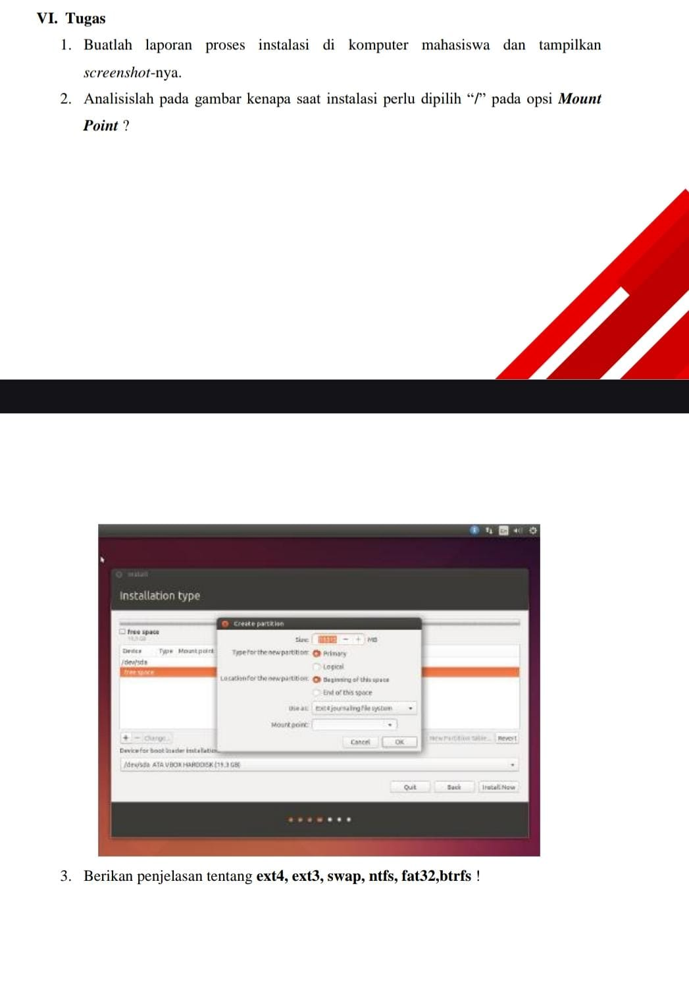 VI. Tugas
1. Buatlah laporan proses instalasi di komputer mahasiswa dan tampilkan
screenshot-nya.
2. Analisislah pada gambar kenapa saat instalasi perlu dipilih “/” pada opsi Mount
Point ?
Install
Installation type
Create partition
free space
19.3 GB
Size: - + MB
Device Type Mount point
Type for the new partition: Primary
/dev/sda
Logical
free space
Location for the new partition: Beginning of this space
End of this space
Use as: Ext4 journaling file system
Mount point:
+ - Change...
Cancel OK
New Partition Table... Revert
Device for boot loader installation
/dev/sda ATA VBOX HARDDISK (19.3 GB)
Quit Back Install Now
3. Berikan penjelasan tentang ext4, ext3, swap, ntfs, fat32,btrfs !